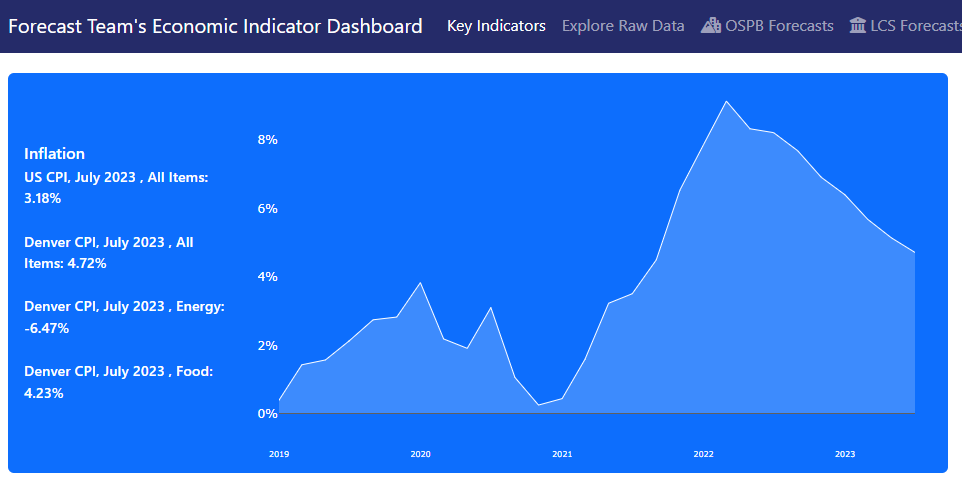 Forecast Team's Economic Indicator Dashboard Key Indicators Explore Raw Data OSPB Forecasts LCS Forecasts
Inflation
US CPI, July 2023 , All Items:
3.18%
Denver CPI, July 2023 , All
Items: 4.72%
Denver CPI, July 2023 , Energy:
-6.47%
Denver CPI, July 2023 , Food:
4.23%
8%
6%
4%
2%
0%
2019 2020 2021 2022 2023